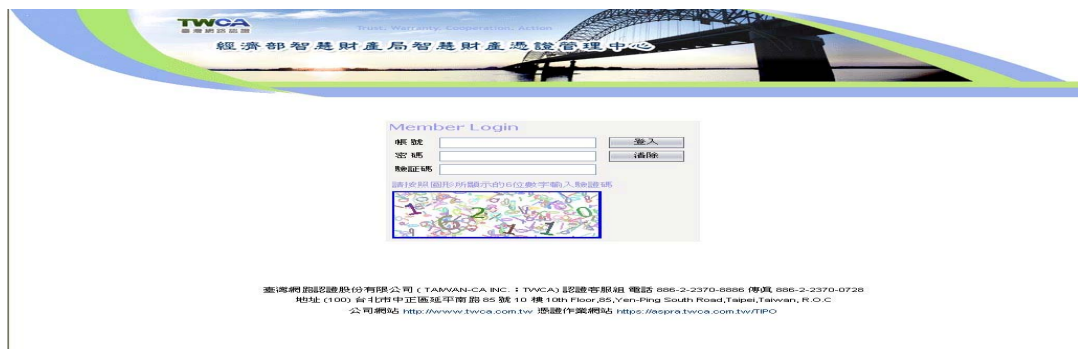 TWCA
臺灣網路認證
Trust, Warranty, Cooperation, Action
經濟部智慧財產局智慧財產憑證管理中心
Member Login
帳號 登入
密碼 清除
驗証碼
請按照圖形所顯示的6位數字輸入驗證碼
臺灣網路認證股份有限公司 ( TAIWAN-CA INC. : TWCA) 認證客服組 電話 886-2-2370-8886 傳真 886-2-2370-0728
地址 (100) 台北市中正區延平南路 85 號 10 樓 10th Floor,85,Yen-Ping South Road,Taipei,Taiwan, R.O.C
公司網站 http://www.twca.com.tw 憑證作業網站 https://aspra.twca.com.tw/TIPO